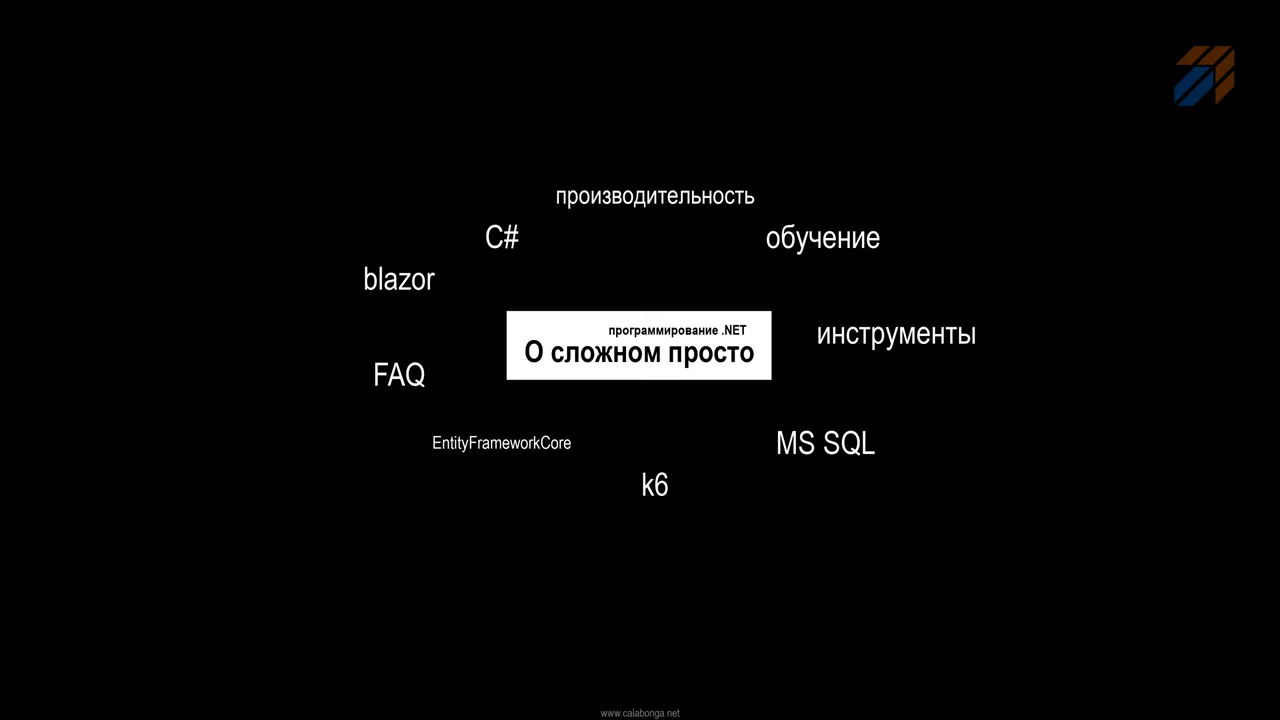 производительность
C#
обучение
blazor
программирование .NET
О сложном просто
инструменты
FAQ
EntityFrameworkCore
MS SQL
k6
www.calabonga.net